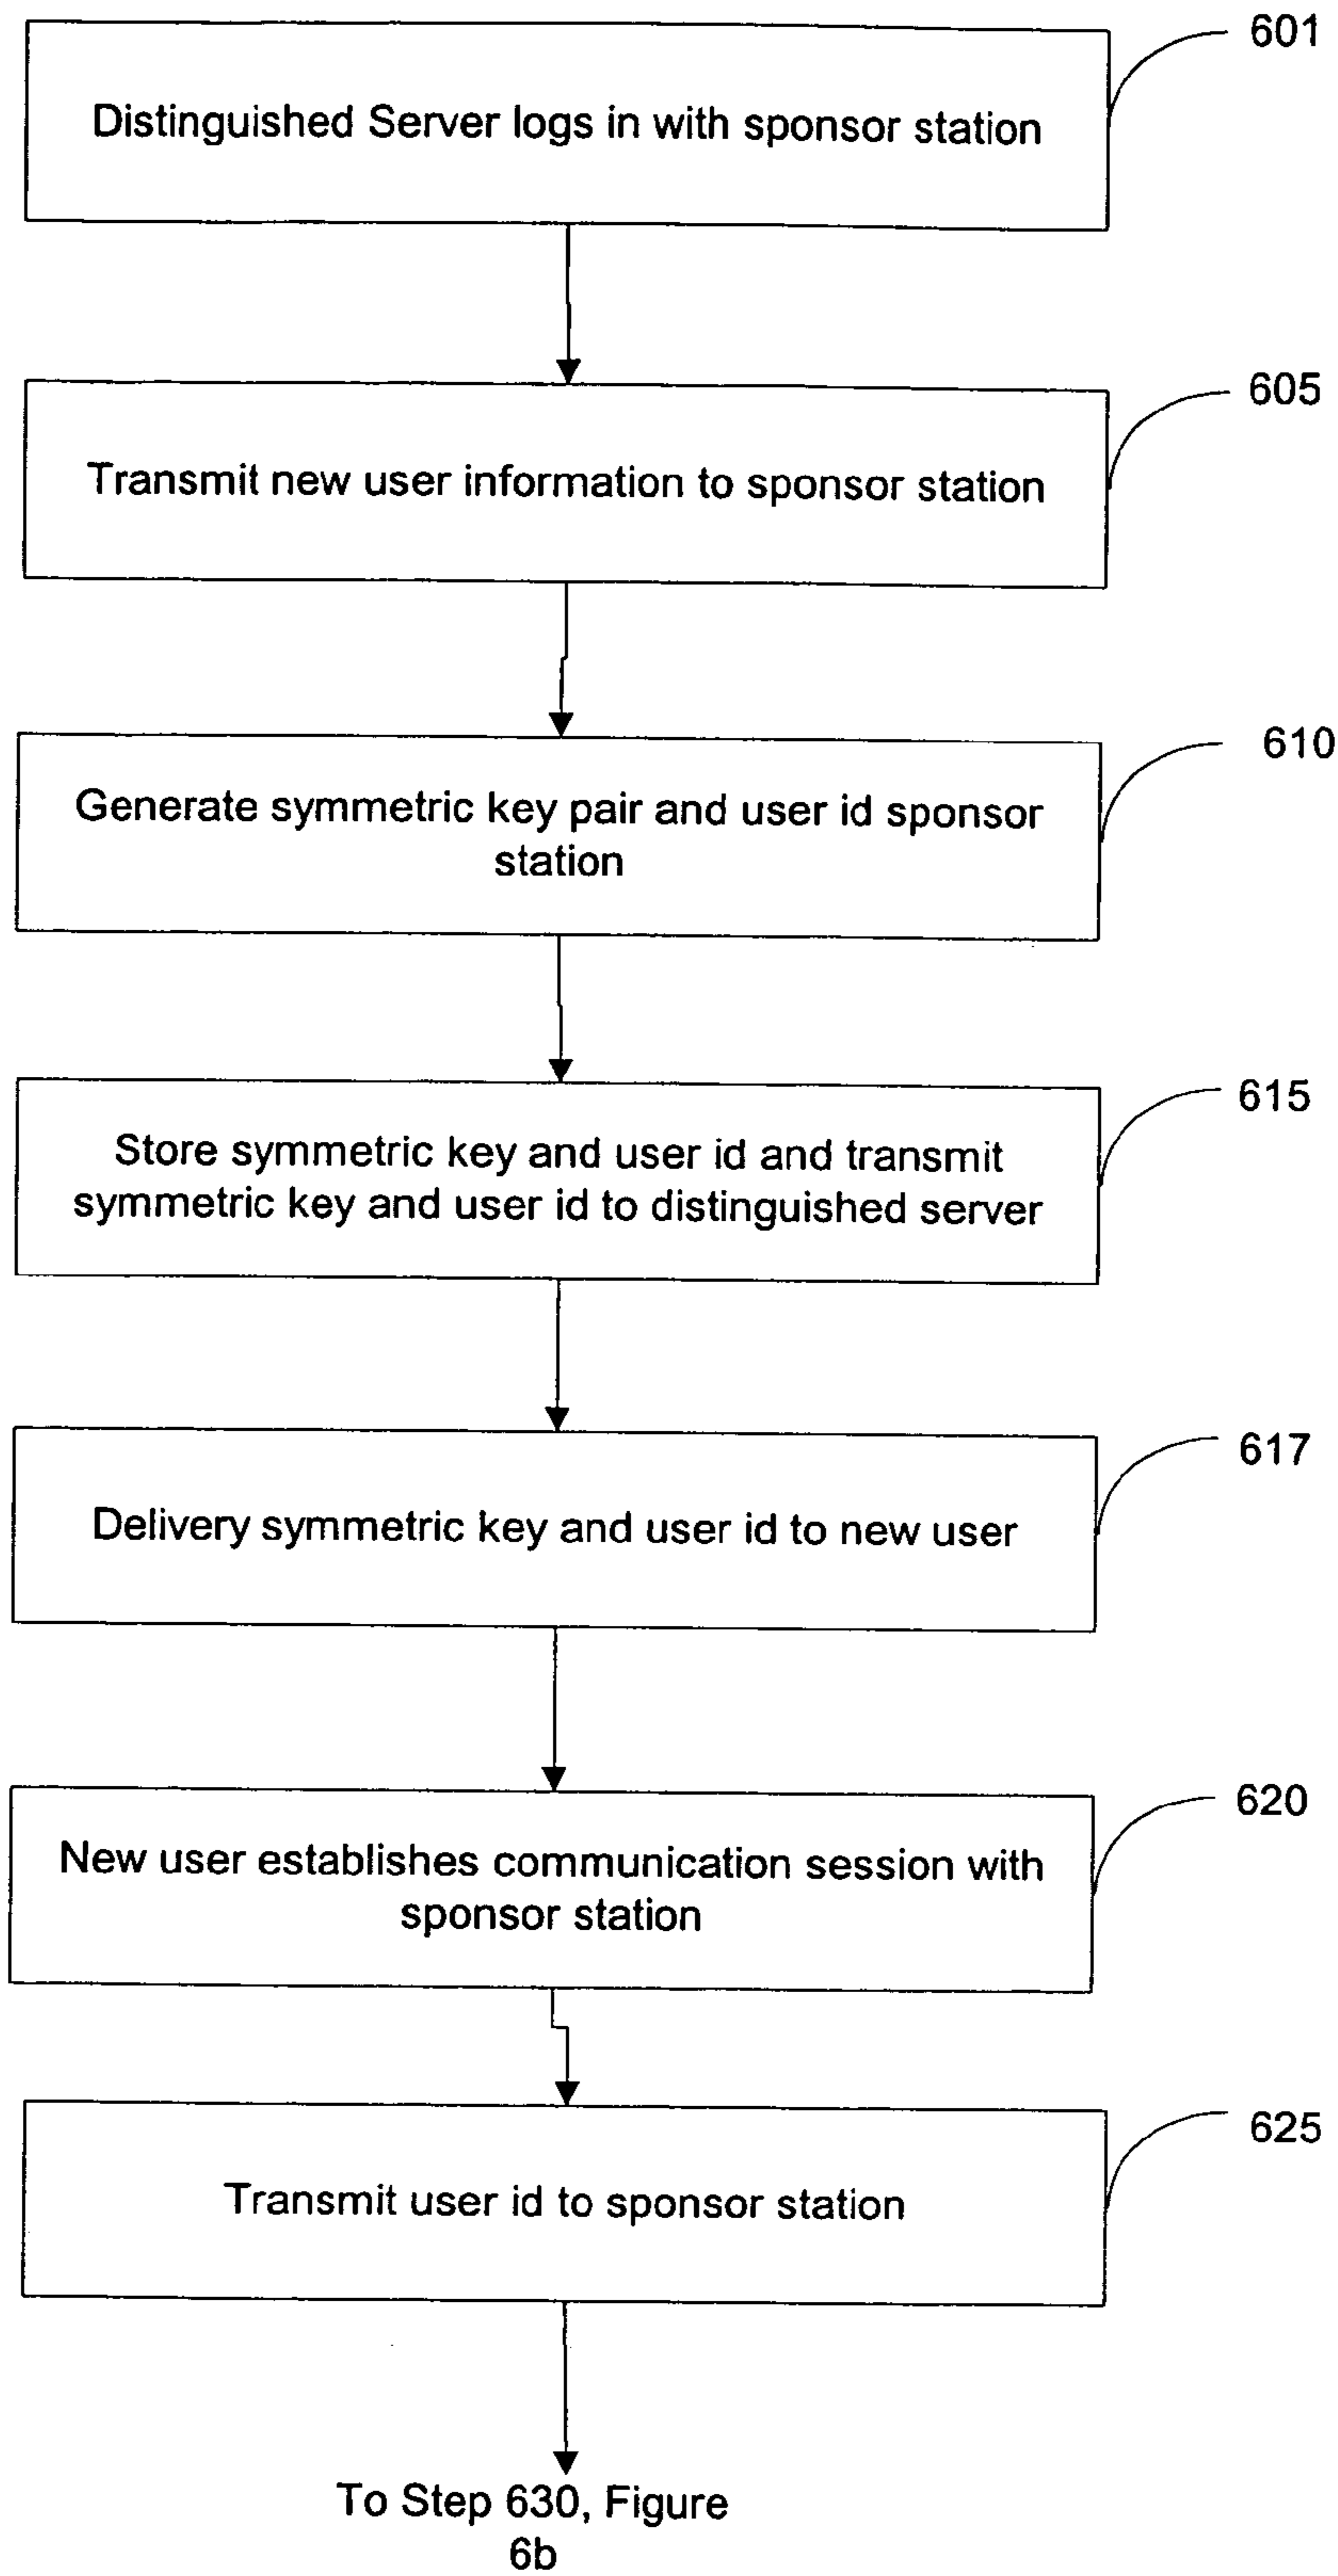 601
Distinguished Server logs in with sponsor station
605
Transmit new user information to sponsor station
610
Generate symmetric key pair and user id sponsor
station
615
Store symmetric key and user id and transmit
symmetric key and user id to distinguished server
617
Delivery symmetric key and user id to new user
620
New user establishes communication session with
sponsor station
625
Transmit user id to sponsor station
To Step 630, Figure
6b